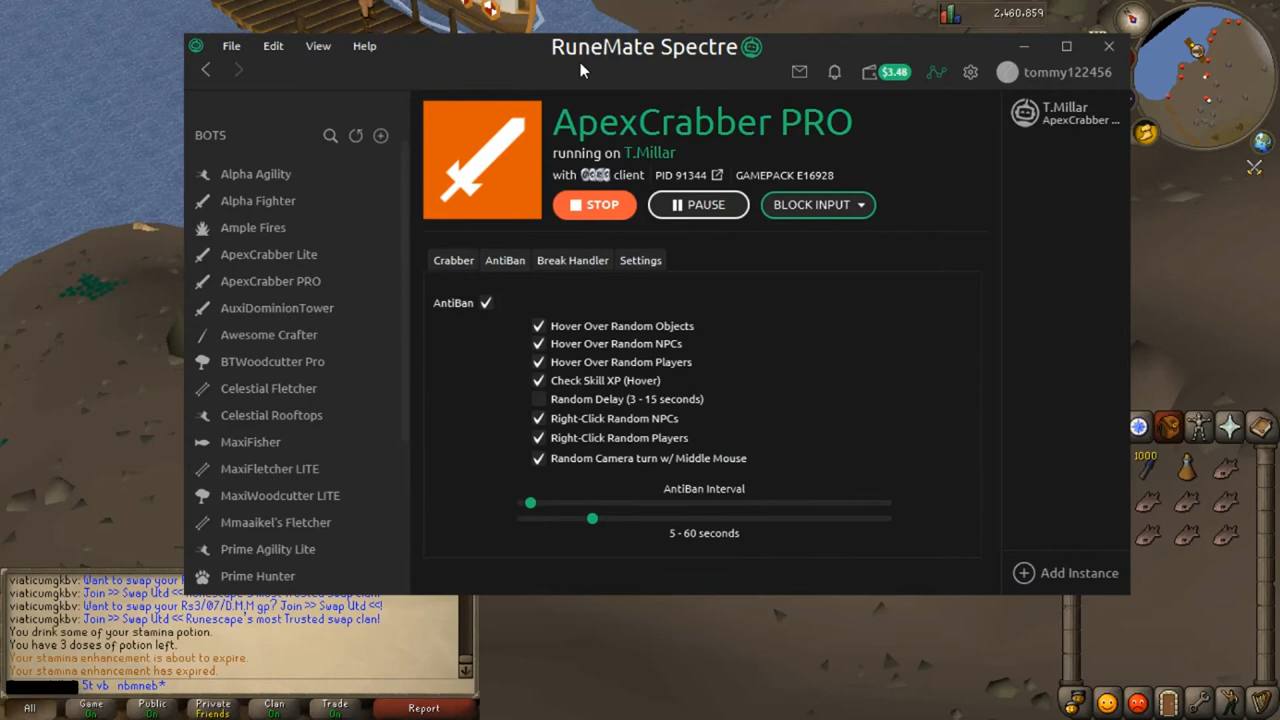 2,460,859
File Edit View Help
RuneMate Spectre
$3.48
tommy122456
BOTS
Alpha Agility
Alpha Fighter
Ample Fires
ApexCrabber Lite
ApexCrabber PRO
AuxiDominionTower
Awesome Crafter
BTWoodcutter Pro
Celestial Fletcher
Celestial Rooftops
MaxiFisher
MaxiFletcher LITE
MaxiWoodcutter LITE
Mmaaikel's Fletcher
Prime Agility Lite
Prime Hunter
ApexCrabber PRO
running on T.Millar
with client PID 91344 GAMEPACK E16928
STOP PAUSE BLOCK INPUT
Crabber AntiBan Break Handler Settings
AntiBan
Hover Over Random Objects
Hover Over Random NPCs
Hover Over Random Players
Check Skill XP (Hover)
Random Delay (3 - 15 seconds)
Right-Click Random NPCs
Right-Click Random Players
Random Camera turn w/ Middle Mouse
AntiBan Interval
5 - 60 seconds
T.Millar
ApexCrabber ...
Add Instance
1000
viaticumgkbv: Want to swap your
viaticumgkbv: Join >> Swap Utd <<
viaticumgkbv: Want to swap your Rs3/07/D.M.M gp? Join >> Swap Utd <<!
viaticumgkbv: Join >> Swap Utd << Runescape's most Trusted swap clan!
You drink some of your stamina potion.
You have 3 doses of potion left.
Your stamina enhancement is about to expire.
Your stamina enhancement has expired.
5t vb nbmneb*
All
Game
On
Public
On
Private
Friends
Clan
On
Trade
On
Report